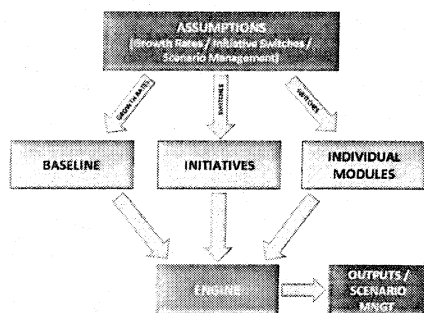 ASSUMPTIONS
[Growth Rates / Initiative Switches /
Scenario Management]
GROWTH RATES
SWITCHES
SWITCHES
BASELINE
INITIATIVES
INDIVIDUAL
MODULES
ENGINE
OUTPUTS /
SCENARIO
MNGT